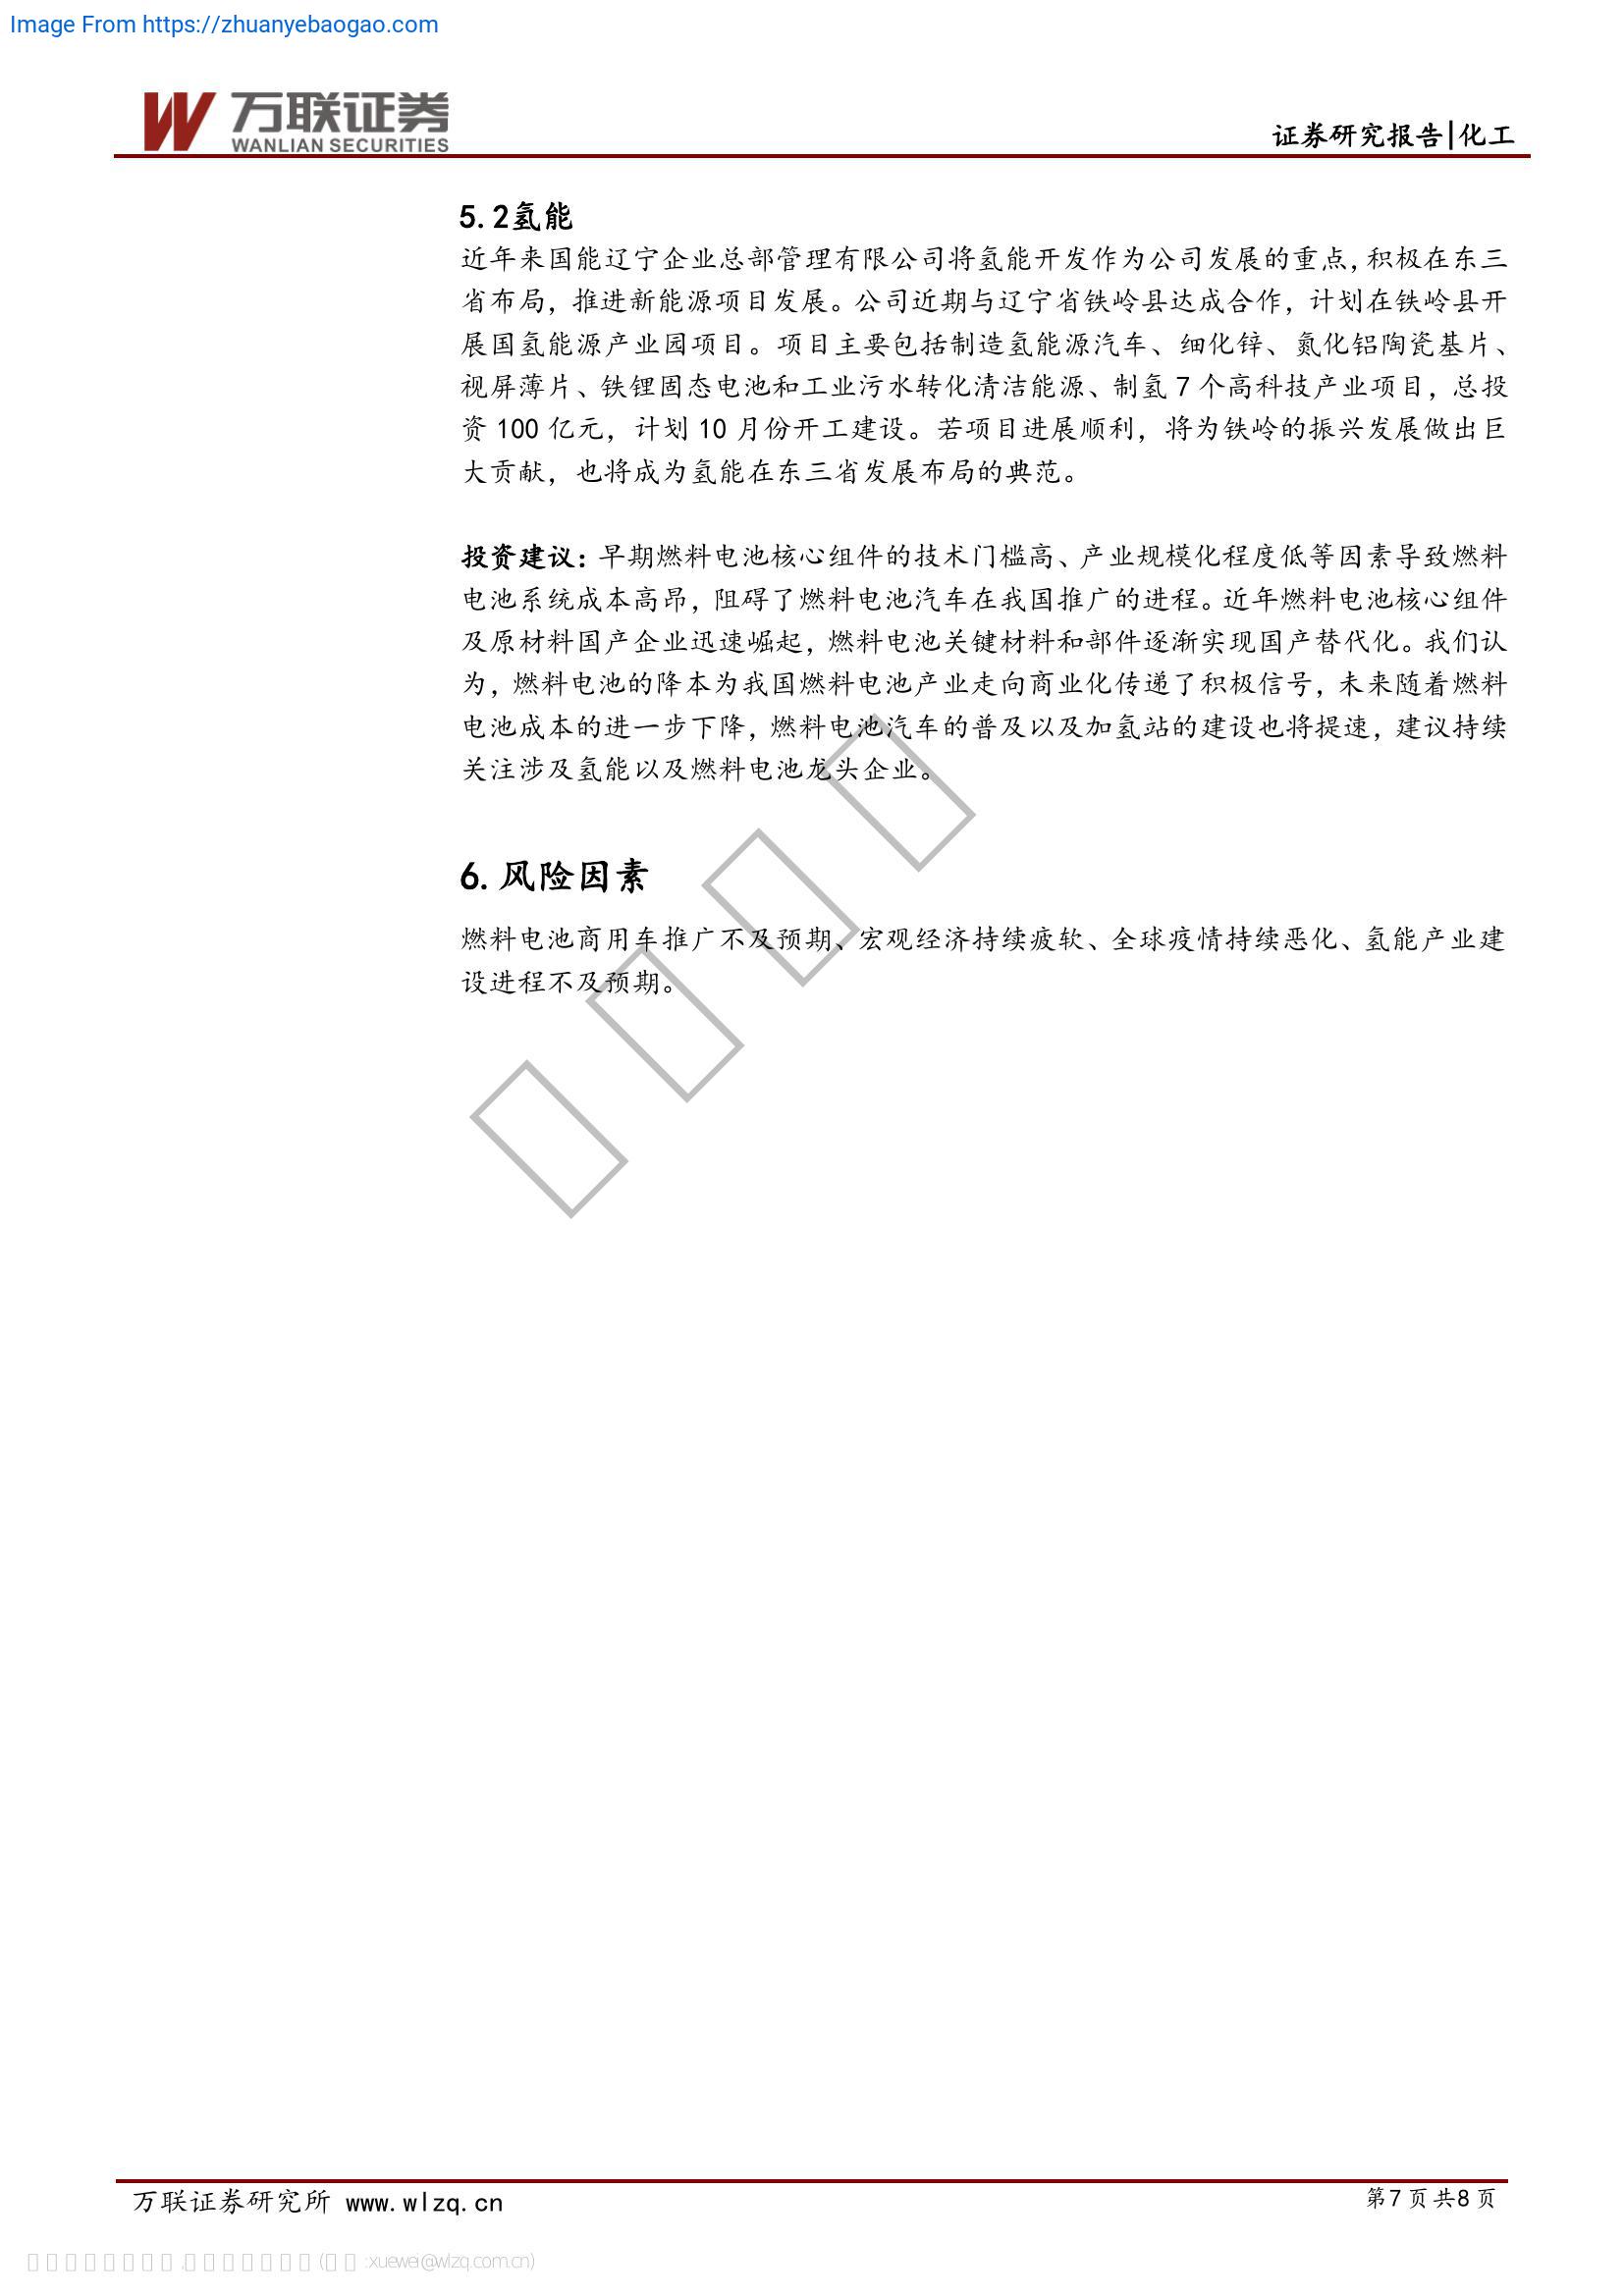 Image From https://zhuanyebaogao.com
万联证券
WANLIAN SECURITIES
证券研究报告|化工
5.2氢能
近年来国能辽宁企业总部管理有限公司将氢能开发作为公司发展的重点，积极在东三
省布局，推进新能源项目发展。公司近期与辽宁省铁岭县达成合作，计划在铁岭县开
展国氢能源产业园项目。项目主要包括制造氢能源汽车、细化锌、氮化铝陶瓷基片、
视屏薄片、铁锂固态电池和工业污水转化清洁能源、制氢 7 个高科技产业项目，总投
资 100 亿元，计划 10 月份开工建设。若项目进展顺利，将为铁岭的振兴发展做出巨
大贡献，也将成为氢能在东三省发展布局的典范。
投资建议：早期燃料电池核心组件的技术门槛高、产业规模化程度低等因素导致燃料
电池系统成本高昂，阻碍了燃料电池汽车在我国推广的进程。近年燃料电池核心组件
及原材料国产企业迅速崛起，燃料电池关键材料和部件逐渐实现国产替代化。我们认
为，燃料电池的降本为我国燃料电池产业走向商业化传递了积极信号，未来随着燃料
电池成本的进一步下降，燃料电池汽车的普及以及加氢站的建设也将提速，建议持续
关注涉及氢能以及燃料电池龙头企业。
6.风险因素
燃料电池商用车推广不及预期、宏观经济持续疲软、全球疫情持续恶化、氢能产业建
设进程不及预期。
万联证券研究所 www.wlzq.cn
第7页共8页
(:xuewei@wlzq.com.cn)